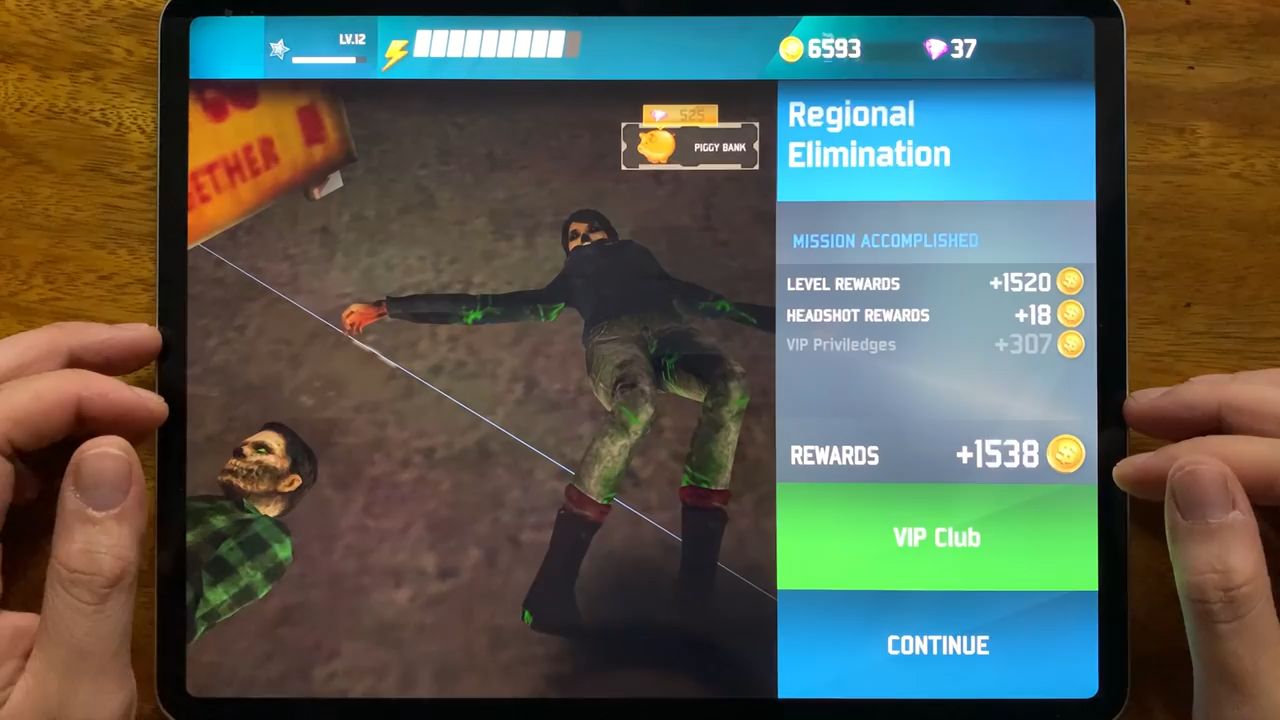 LV.12
6593
37
ETHER
525
PIGGY BANK
Regional
Elimination
MISSION ACCOMPLISHED
LEVEL REWARDS +1520
HEADSHOT REWARDS +18
VIP Priviledges +307
REWARDS +1538
VIP Club
CONTINUE